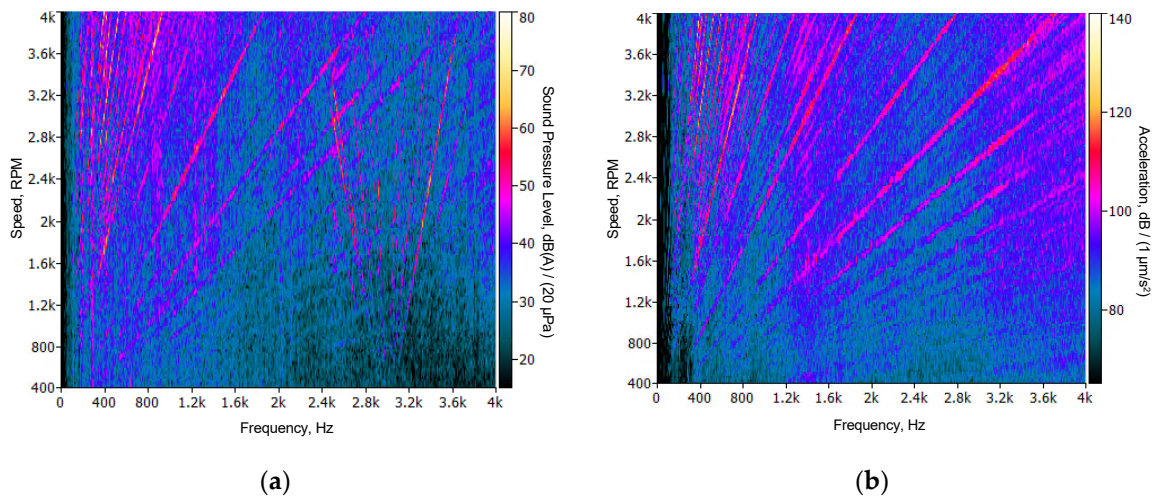 4k
3.6k
3.2k
2.8k
2.4k
2k
1.6k
1.2k
800
400
Speed, RPM
0 400 800 1.2k 1.6k 2k 2.4k 2.8k 3.2k 3.6k 4k
Frequency, Hz
80
70
60
50
40
30
20
Sound Pressure Level, dB(A) / (20 µPa)
(a)
4k
3.6k
3.2k
2.8k
2.4k
2k
1.6k
1.2k
800
400
Speed, RPM
0 400 800 1.2k 1.6k 2k 2.4k 2.8k 3.2k 3.6k 4k
Frequency, Hz
140
120
100
80
Acceleration, dB / (1 µm/s²)
(b)